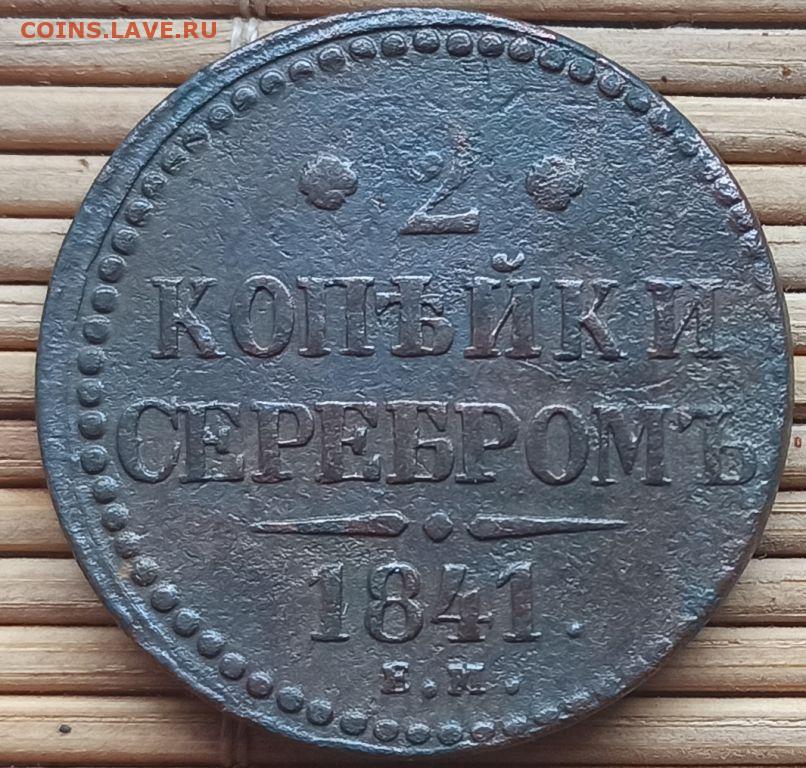 COINS.LAVE.RU
2
КОПѢЙКИ
СЕРЕБРОМЪ
1841.
Е.М.